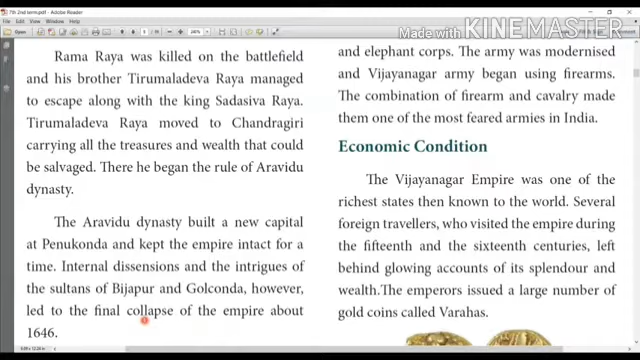 7th 2nd term.pdf - Adobe Reader
Made with KINEMASTER
Rama Raya was killed on the battlefield
and his brother Tirumaladeva Raya managed
to escape along with the king Sadasiva Raya.
Tirumaladeva Raya moved to Chandragiri
carrying all the treasures and wealth that could
be salvaged. There he began the rule of Aravidu
dynasty.
The Aravidu dynasty built a new capital
at Penukonda and kept the empire intact for a
time. Internal dissensions and the intrigues of
the sultans of Bijapur and Golconda, however,
led to the final collapse of the empire about
1646.
and elephant corps. The army was modernised
and Vijayanagar army began using firearms.
The combination of firearm and cavalry made
them one of the most feared armies in India.
Economic Condition
The Vijayanagar Empire was one of the
richest states then known to the world. Several
foreign travellers, who visited the empire during
the fifteenth and the sixteenth centuries, left
behind glowing accounts of its splendour and
wealth. The emperors issued a large number of
gold coins called Varahas.